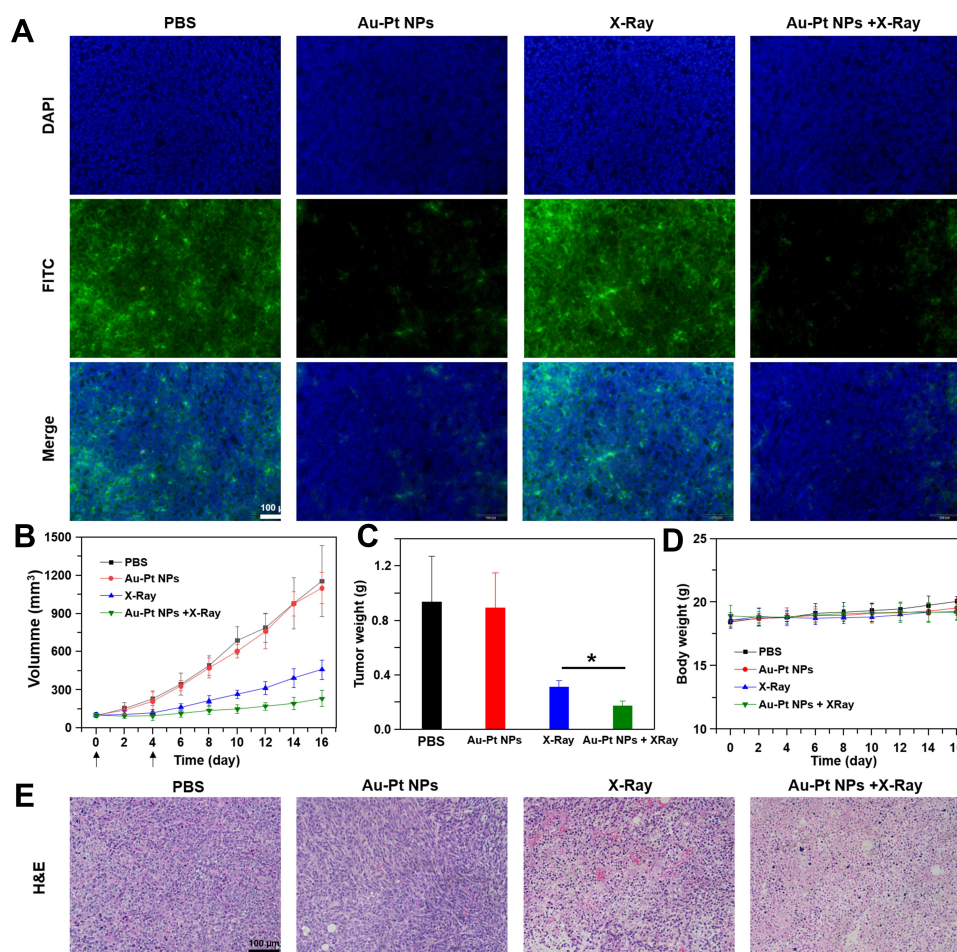 A
PBS
Au-Pt NPs
X-Ray
Au-Pt NPs +X-Ray
DAPI
FITC
Merge
100 µ
B
Volumme (mm3)
1500
1200
900
600
300
0
PBS
Au-Pt NPs
X-Ray
Au-Pt NPs +X-Ray
0 2 4 6 8 10 12 14 16
Time (day)
C
Tumor weight (g)
1.2
0.8
0.4
0.0
*
PBS
Au-Pt NPs
X-Ray
Au-Pt NPs + XRay
D
Body weight (g)
25
20
15
10
PBS
Au-Pt NPs
X-Ray
Au-Pt NPs + XRay
0 2 4 6 8 10 12 14 16
Time (day)
E
PBS
Au-Pt NPs
X-Ray
Au-Pt NPs +X-Ray
H&E
100 µm